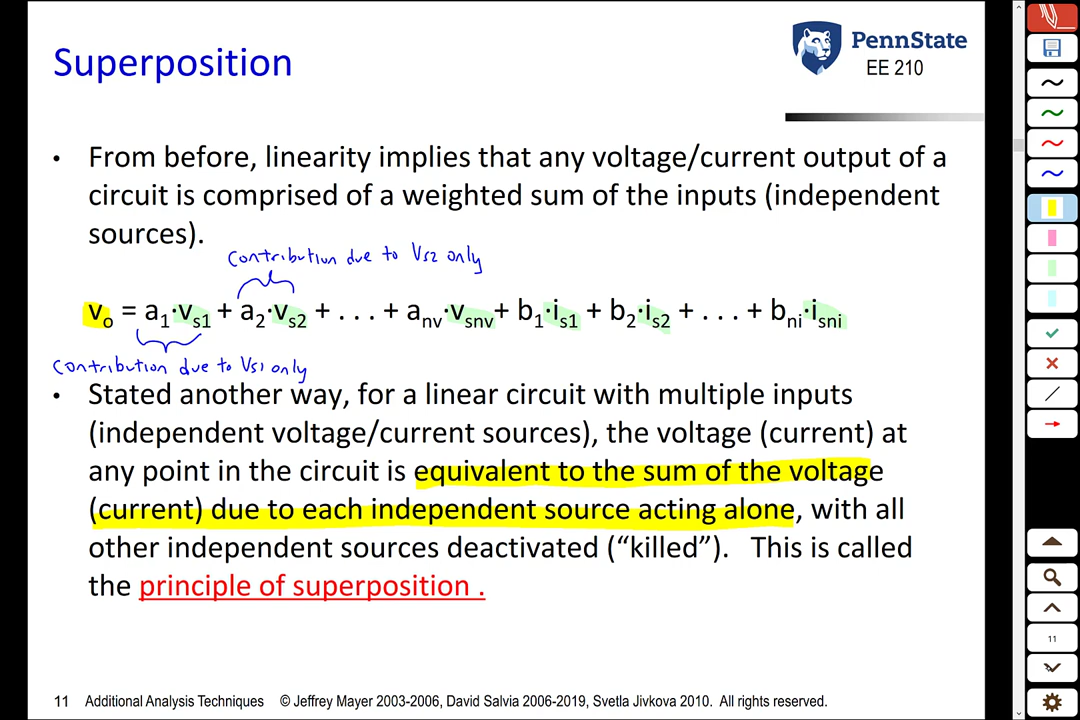 Superposition
PennState
EE 210
• From before, linearity implies that any voltage/current output of a
circuit is comprised of a weighted sum of the inputs (independent
sources).
Contribution due to Vs2 only
vo = a1·vs1 + a2·vs2 + . . . + anv·vsnv+ b1·is1 + b2·is2 + . . . + bni·isni
Contribution due to Vs1 only
• Stated another way, for a linear circuit with multiple inputs
(independent voltage/current sources), the voltage (current) at
any point in the circuit is equivalent to the sum of the voltage
(current) due to each independent source acting alone, with all
other independent sources deactivated (“killed”). This is called
the principle of superposition .
11 Additional Analysis Techniques © Jeffrey Mayer 2003-2006, David Salvia 2006-2019, Svetla Jivkova 2010. All rights reserved.
11